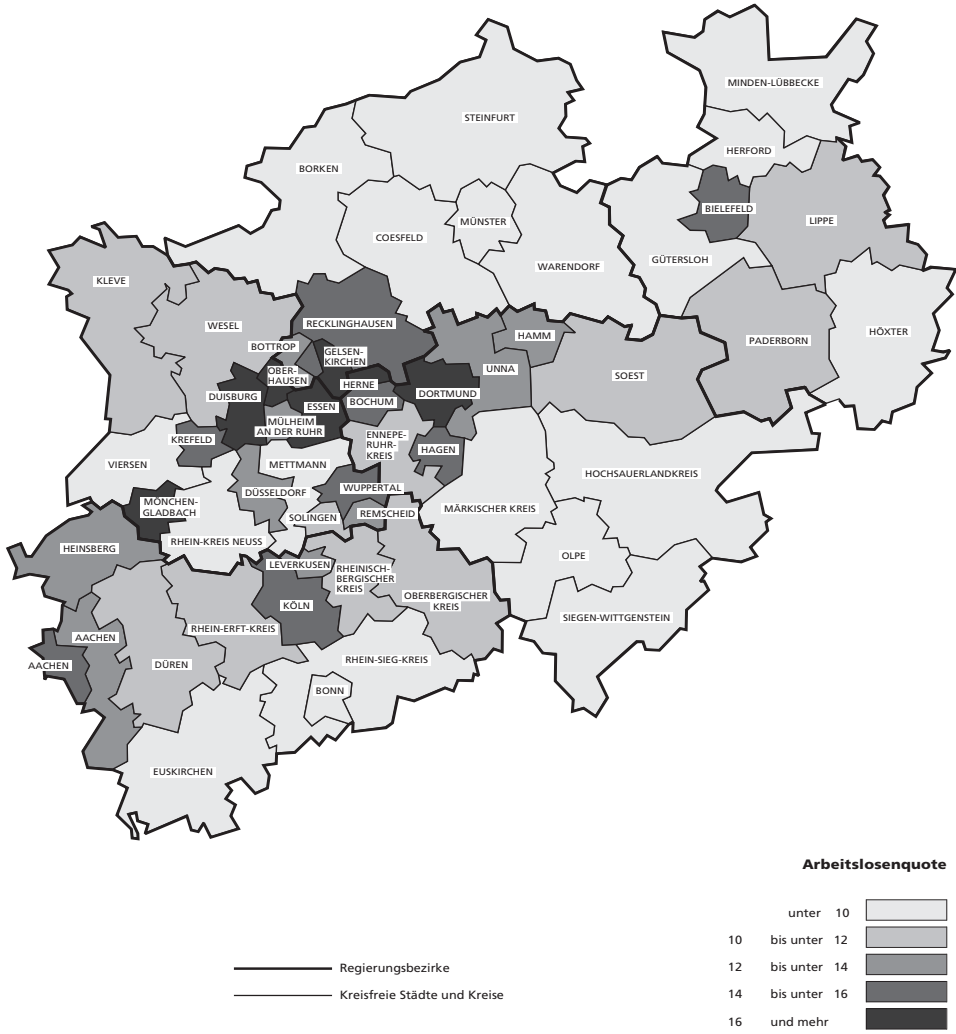 MINDEN-LÜBBECKE
STEINFURT
HERFORD
BORKEN
BIELEFELD
LIPPE
MÜNSTER
COESFELD
GÜTERSLOH
WARENDORF
KLEVE
RECKLINGHAUSEN
WESEL
HÖXTER
HAMM
PADERBORN
BOTTROP
GELSEN-
KIRCHEN
UNNA
SOEST
OBER-
HAUSEN
HERNE
DUISBURG
DORTMUND
BOCHUM
ESSEN
MÜLHEIM
AN DER RUHR
KREFELD
ENNEPE-
RUHR-
KREIS
HAGEN
VIERSEN
METTMANN
HOCHSAUERLANDKREIS
WUPPERTAL
DÜSSELDORF
MÖNCHEN-
GLADBACH
MÄRKISCHER KREIS
REMSCHEID
SOLINGEN
RHEIN-KREIS NEUSS
HEINSBERG
OLPE
LEVERKUSEN
RHEINISCH-
BERGISCHER
KREIS
OBERBERGISCHER
KREIS
KÖLN
SIEGEN-WITTGENSTEIN
RHEIN-ERFT-KREIS
AACHEN
RHEIN-SIEG-KREIS
AACHEN
DÜREN
BONN
EUSKIRCHEN
Arbeitslosenquote
unter 10
10 bis unter 12
12 bis unter 14
14 bis unter 16
16 und mehr
Regierungsbezirke
Kreisfreie Städte und Kreise